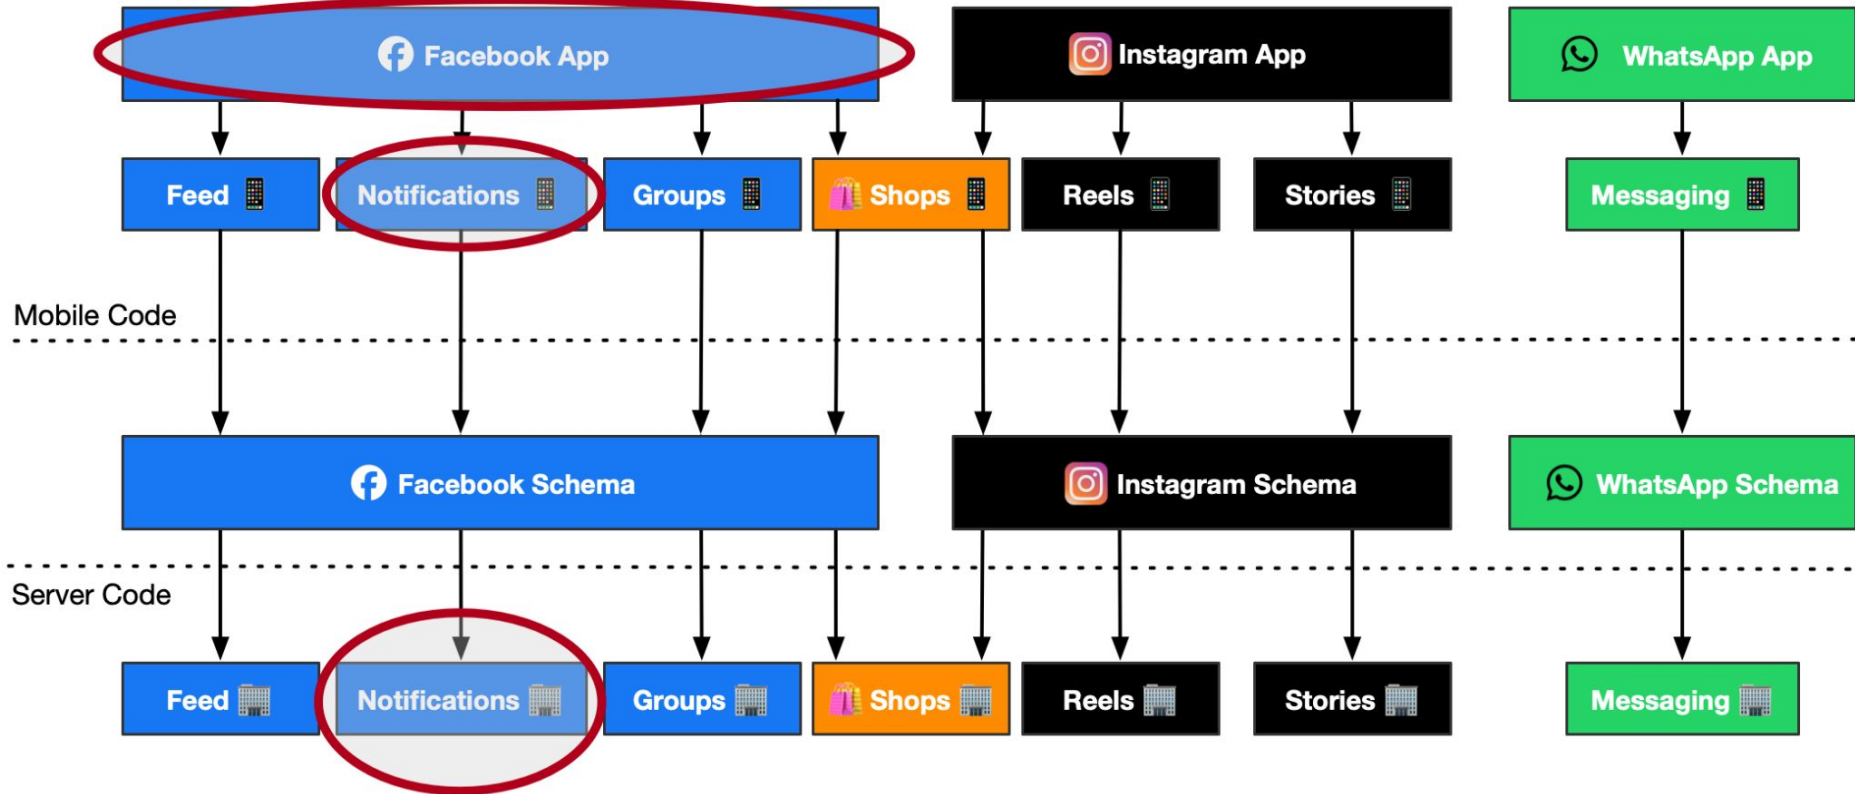 Facebook App
Instagram App
WhatsApp App
Feed
Notifications
Groups
Shops
Reels
Stories
Messaging
Mobile Code
Facebook Schema
Instagram Schema
WhatsApp Schema
Server Code
Feed
Notifications
Groups
Shops
Reels
Stories
Messaging